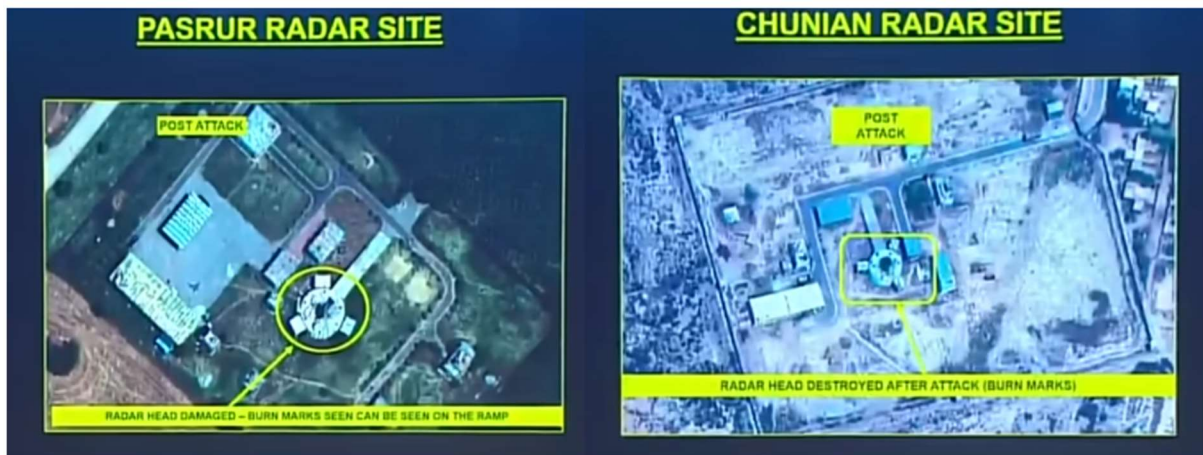 PASRUR RADAR SITE
POST ATTACK
RADAR HEAD DAMAGED – BURN MARKS SEEN CAN BE SEEN ON THE RAMP
CHUNIAN RADAR SITE
POST
ATTACK
RADAR HEAD DESTROYED AFTER ATTACK (BURN MARKS)